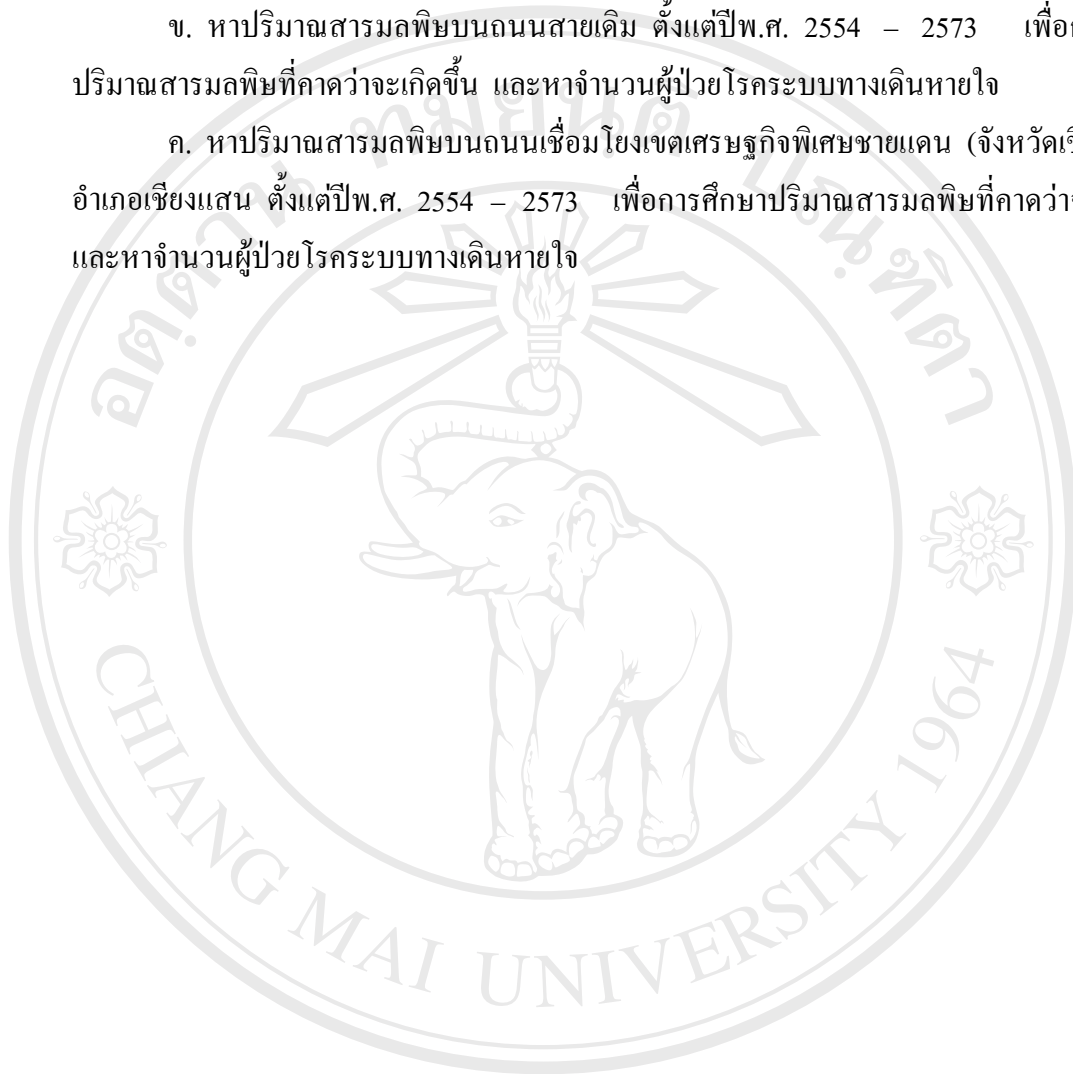 ข. หาปริมาณสารมลพิษบนถนนสายเดิม ตั้งแต่ปีพ.ศ. 2554 – 2573 เพื่อ
ปริมาณสารมลพิษที่คาดว่าจะเกิดขึ้น และหาจำนวนผู้ป่วยโรคระบบทางเดินหายใจ
ค. หาปริมาณสารมลพิษบนถนนเชื่อมโยงเขตเศรษฐกิจพิเศษชายแดน (จังหวัด
อำเภอเชียงแสน ตั้งแต่ปีพ.ศ. 2554 – 2573 เพื่อการศึกษาปริมาณสารมลพิษที่คาดว่า
และหาจำนวนผู้ป่วยโรคระบบทางเดินหายใจ
CHIANG MAI UNIVERSITY 1964